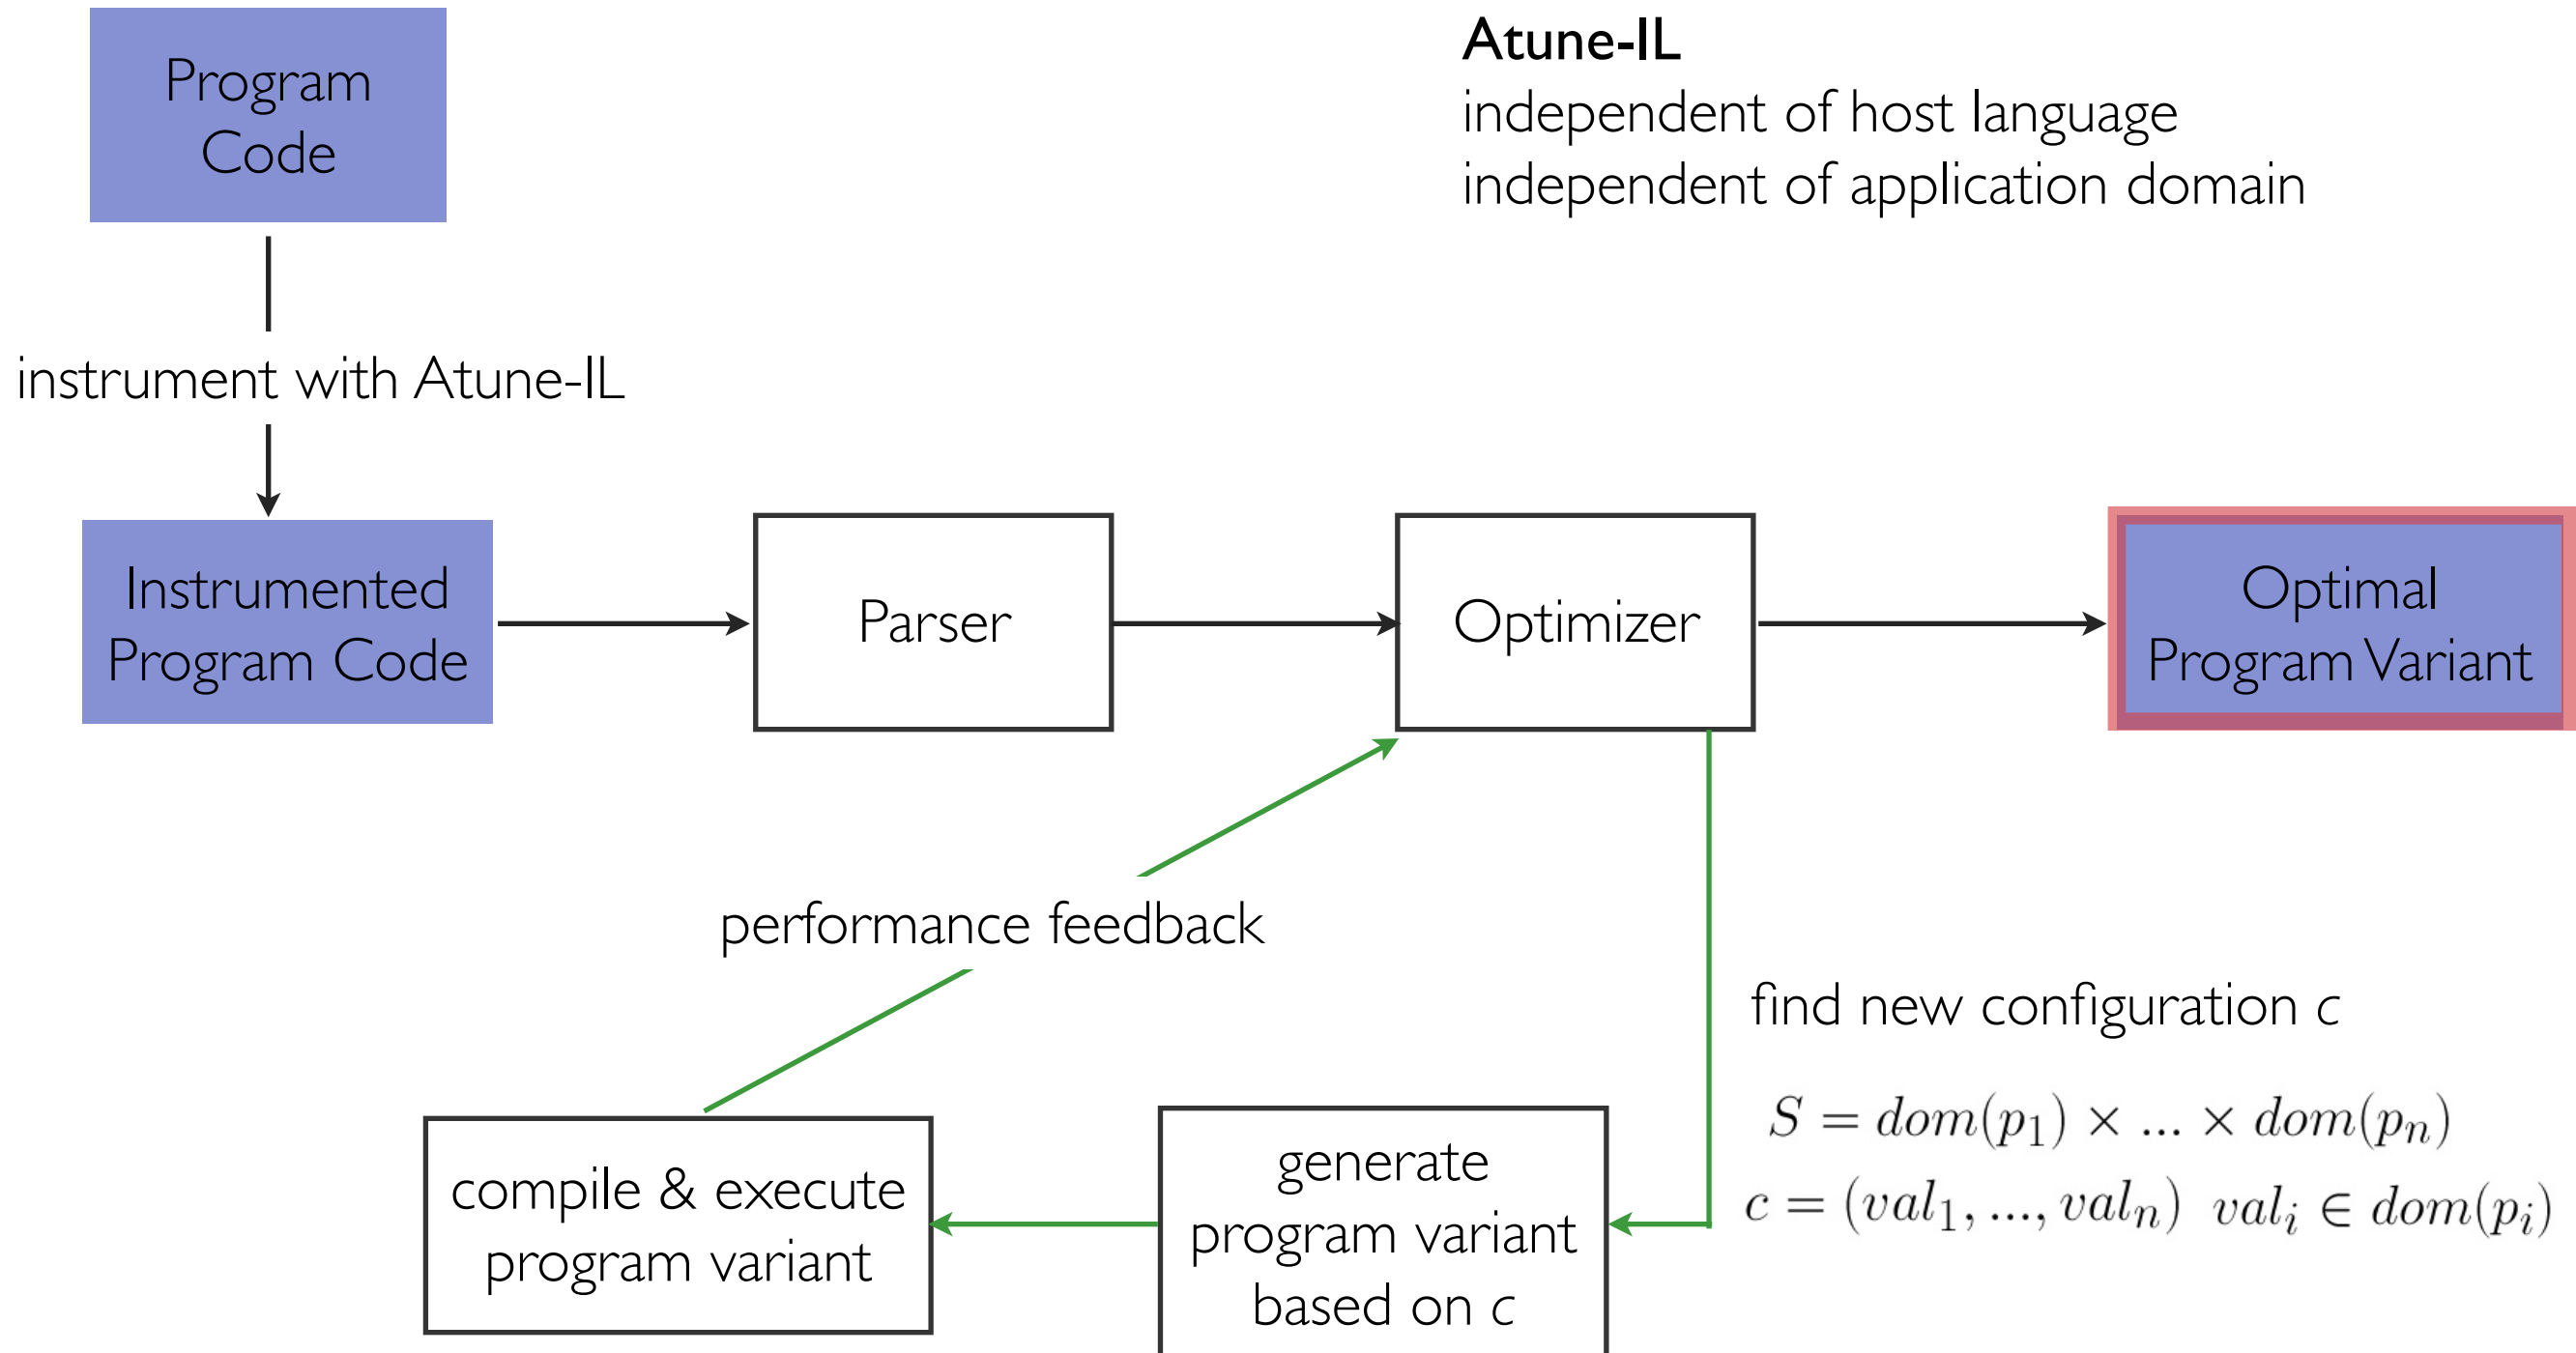 Program
Code
Atune-IL
independent of host language
independent of application domain
instrument with Atune-IL
Instrumented
Program Code
Parser
Optimizer
Optimal
Program Variant
performance feedback
find new configuration c
S = dom(p₁) × ... × dom(pₙ)
c = (val₁, ..., valₙ) valᵢ ∈ dom(pᵢ)
generate
program variant
based on c
compile & execute
program variant